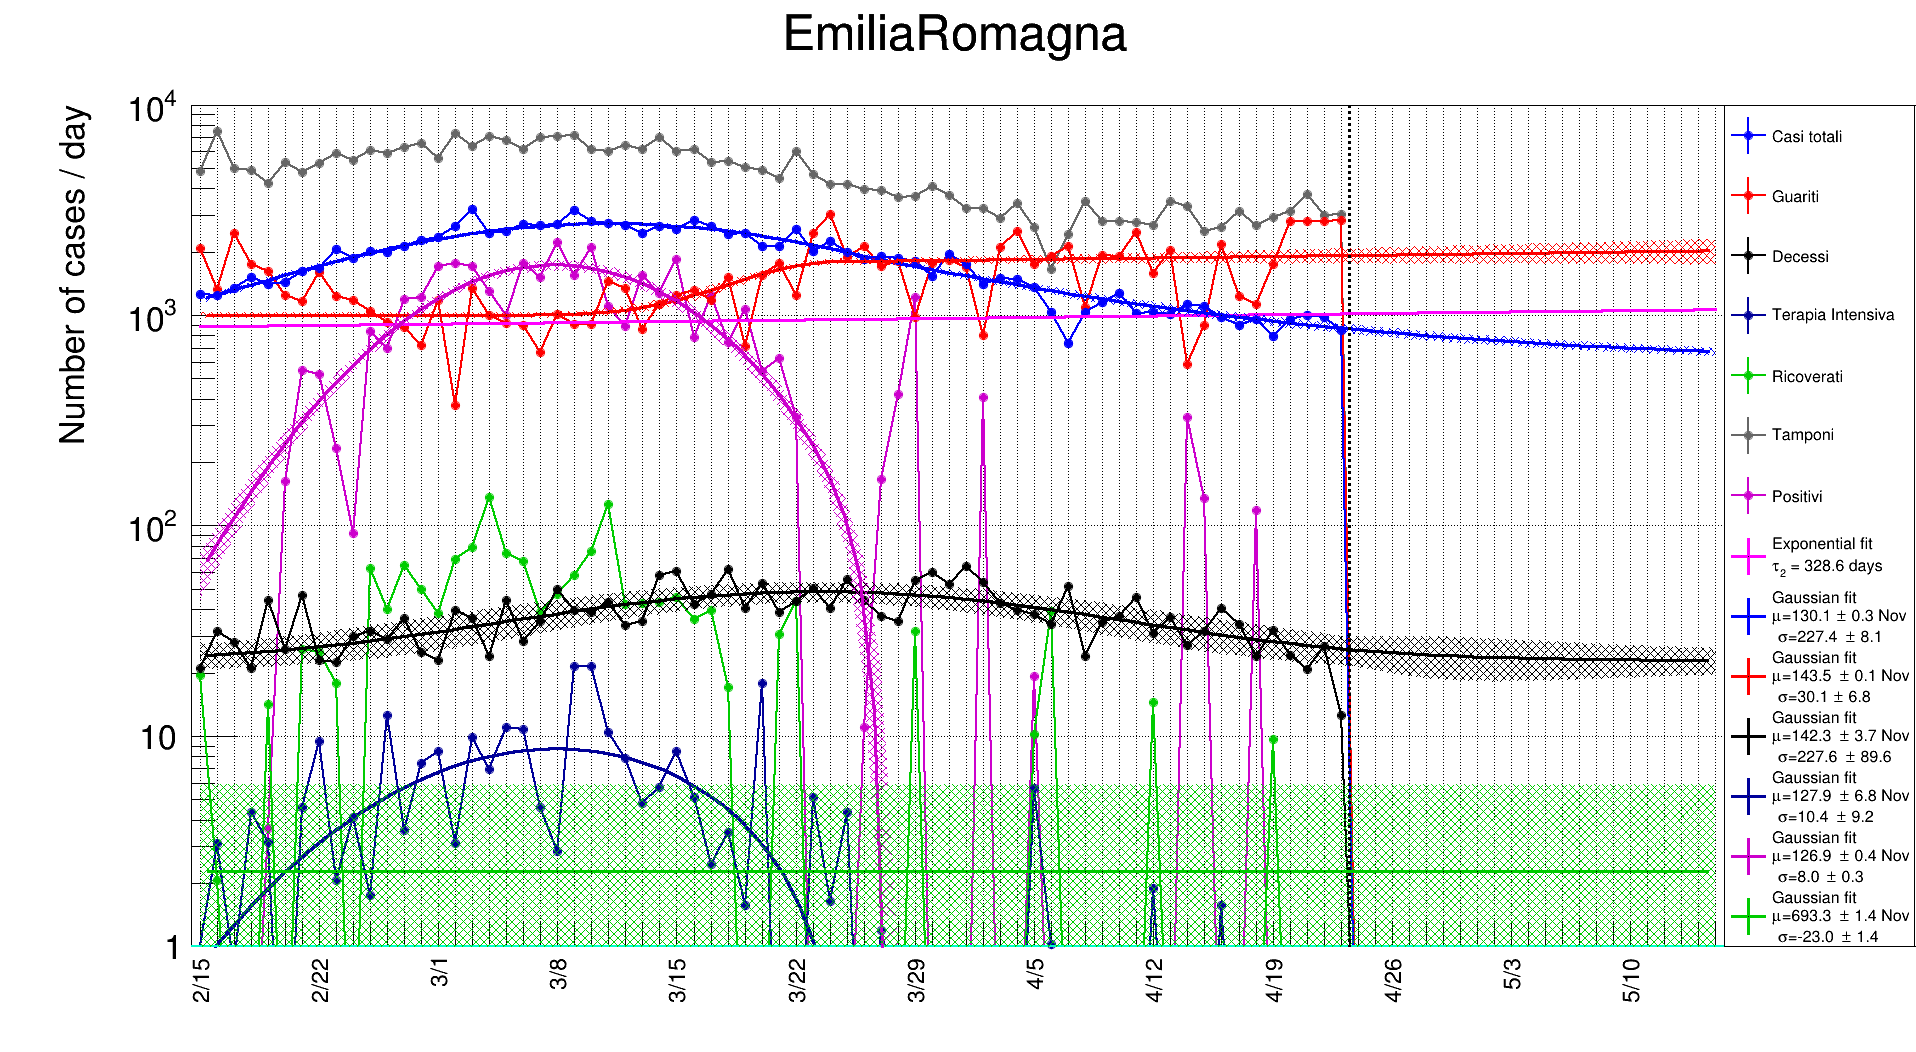 EmiliaRomagna
Number of cases / day
10^4
10^3
10^2
10
1
2/15
2/22
3/1
3/8
3/15
3/22
3/29
4/5
4/12
4/19
4/26
5/3
5/10
Casi totali
Guariti
Decessi
Terapia Intensiva
Ricoverati
Tamponi
Positivi
Exponential fit
τ2 = 328.6 days
Gaussian fit
μ=130.1 ± 0.3 Nov
σ=227.4 ± 8.1
Gaussian fit
μ=143.5 ± 0.1 Nov
σ=30.1 ± 6.8
Gaussian fit
μ=142.3 ± 3.7 Nov
σ=227.6 ± 89.6
Gaussian fit
μ=127.9 ± 6.8 Nov
σ=10.4 ± 9.2
Gaussian fit
μ=126.9 ± 0.4 Nov
σ=8.0 ± 0.3
Gaussian fit
μ=693.3 ± 1.4 Nov
σ=-23.0 ± 1.4